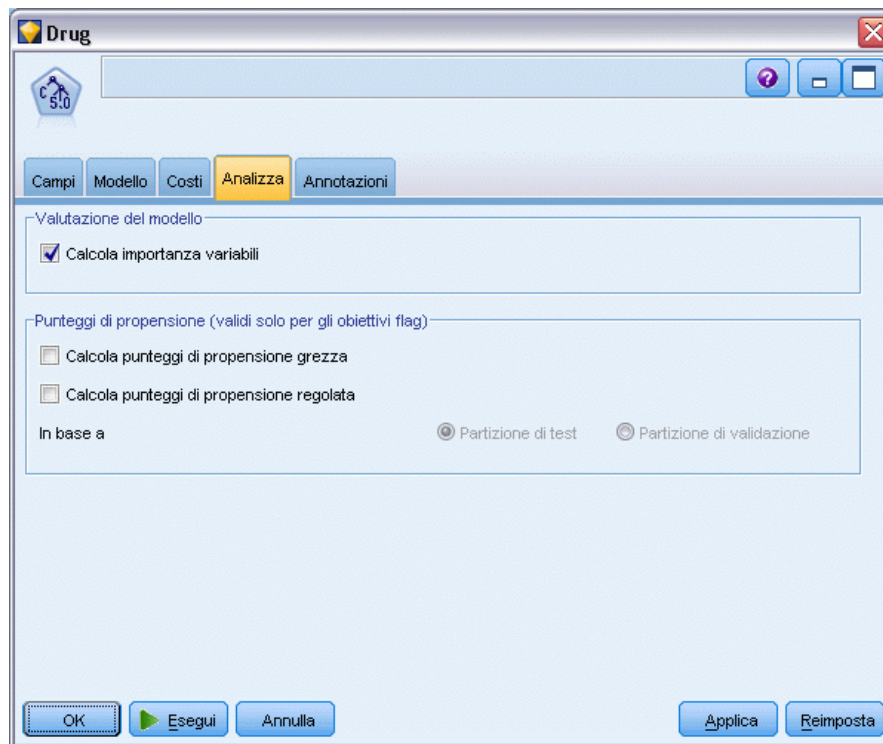 Drug
C 5.0
Campi Modello Costi Analizza Annotazioni
Valutazione del modello
Calcola importanza variabili
Punteggi di propensione (validi solo per gli obiettivi flag)
Calcola punteggi di propensione grezza
Calcola punteggi di propensione regolata
In base a Partizione di test Partizione di validazione
OK Esegui Annulla Applica Reimposta